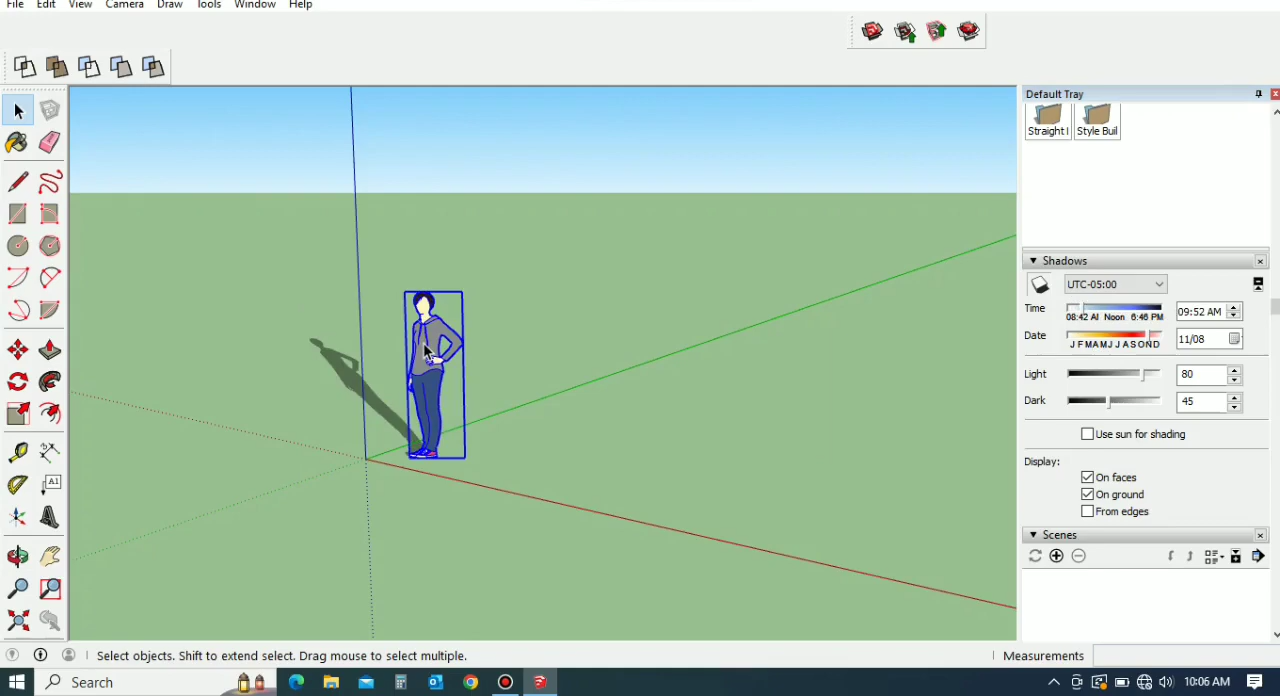 File Edit View Camera Draw Tools Window Help
Default Tray
Straight l Style Buil
Shadows
UTC-05:00
Time
08:42 AI Noon 6:46 PM
09:52 AM
Date
J F M A M J J A S O N D
11/08
Light
80
Dark
45
Use sun for shading
Display:
On faces
On ground
From edges
Scenes
A1
Select objects. Shift to extend select. Drag mouse to select multiple.
Measurements
Search
10:06 AM